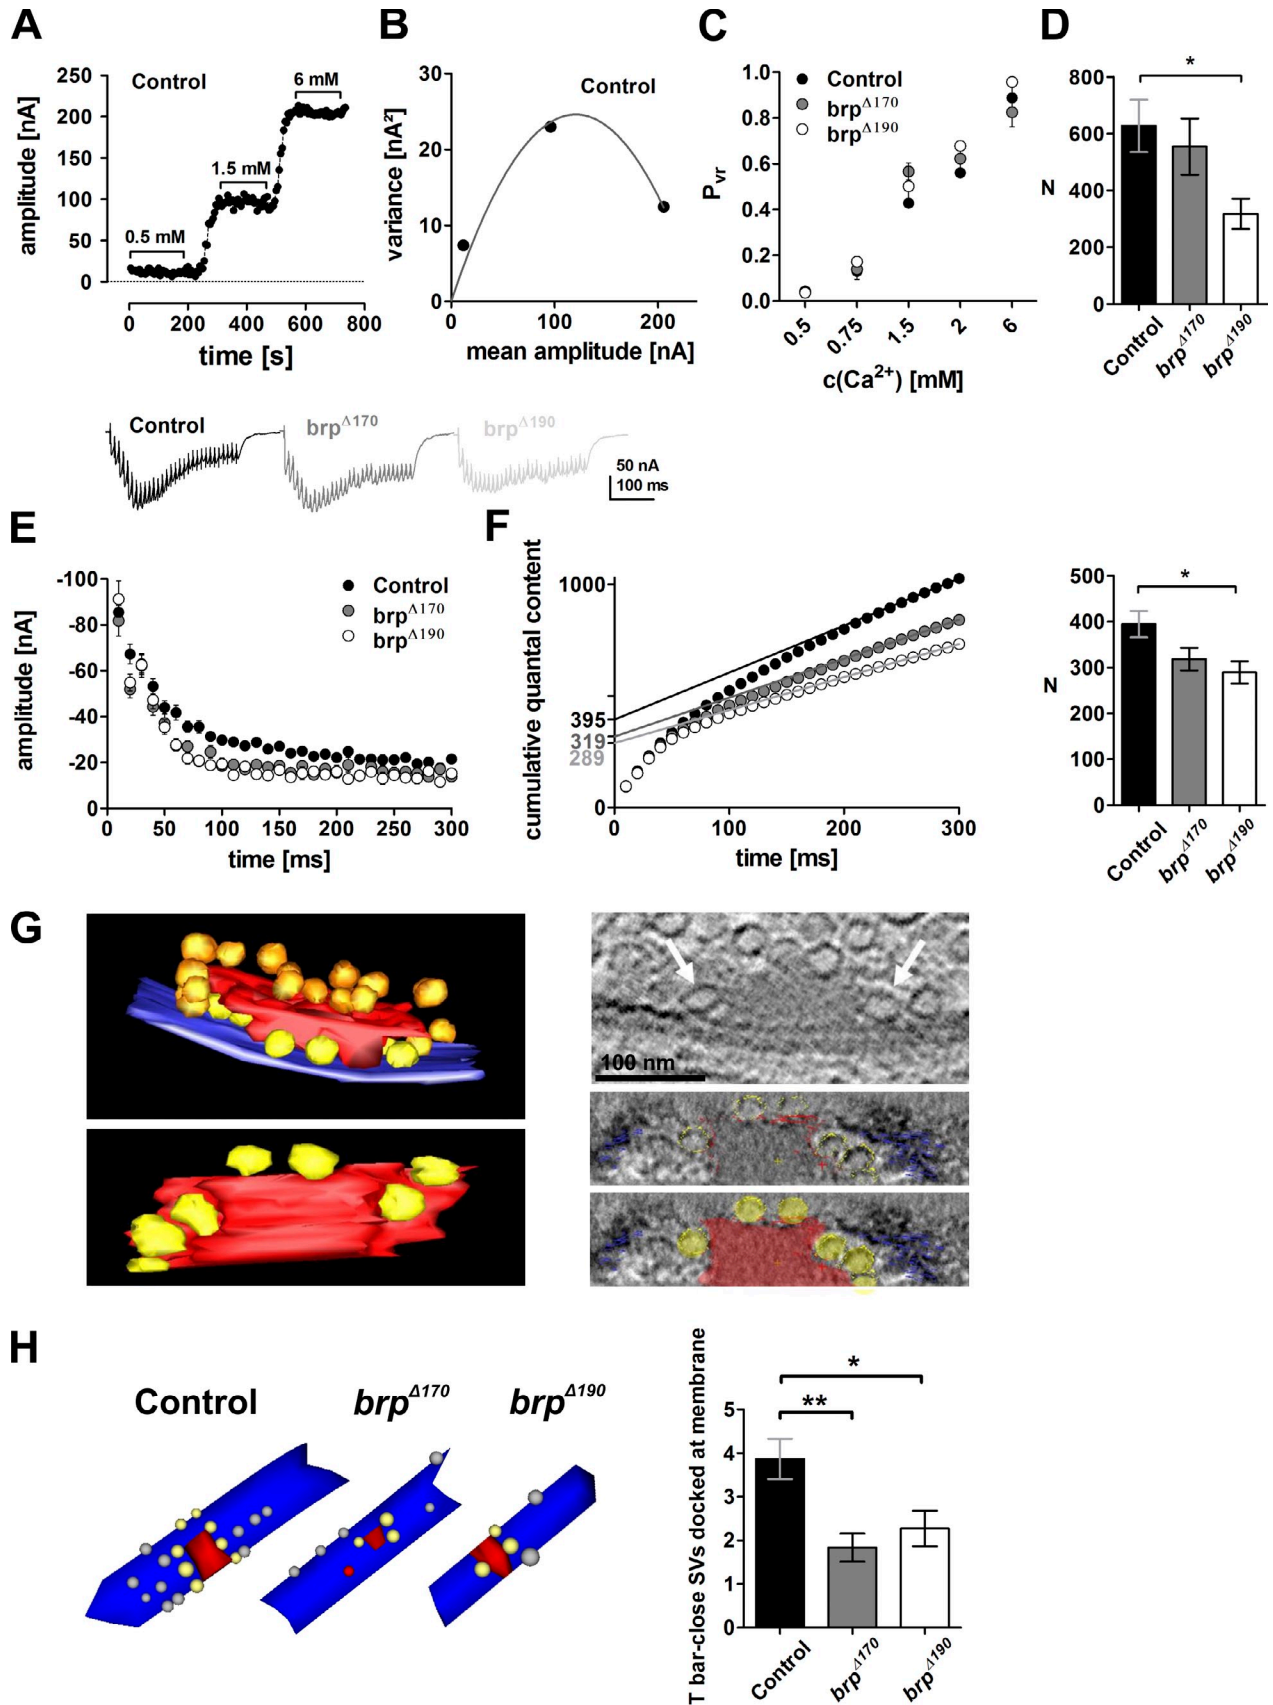 A
Control
amplitude [nA]
250
200
150
100
50
0
0.5 mM
1.5 mM
6 mM
0
200
400
600
800
time [s]
B
Control
variance [nA²]
30
20
10
0
0
100
200
mean amplitude [nA]
C
Control
brpΔ170
brpΔ190
Pvr
1.0
0.8
0.6
0.4
0.2
0.0
0.5
0.75
1.5
2
6
c(Ca2+) [mM]
D
*
N
800
600
400
200
0
Control
brpΔ170
brpΔ190
Control
brpΔ170
brpΔ190
50 nA
100 ms
E
Control
brpΔ170
brpΔ190
amplitude [nA]
-100
-80
-60
-40
-20
0
0
50
100
150
200
250
300
time [ms]
F
cumulative quantal content
1000
395
319
289
0
0
100
200
300
time [ms]
*
N
500
400
300
200
100
0
Control
brpΔ170
brpΔ190
G
100 nm
H
Control
brpΔ170
brpΔ190
T bar-close SVs docked at membrane
*
**
5
4
3
2
1
0
Control
brpΔ170
brpΔ190